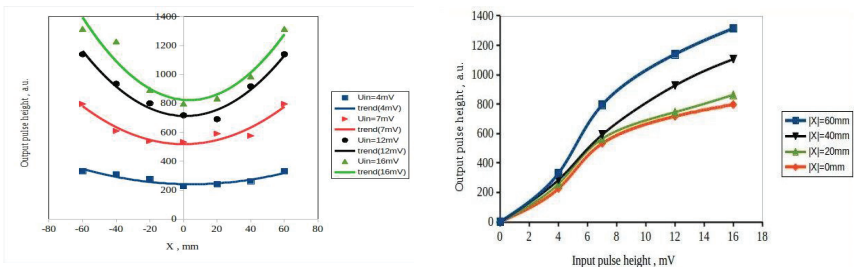 1400
1200
1000
800
600
400
200
0
-80 -60 -40 -20 0 20 40 60 80
X , mm
Output pulse height , a.u.
Uin=4mV
trend(4mV)
Uin=7mV
trend(7mV)
Uin=12mV
trend(12mV)
Uin=16mV
trend(16mV)
1400
1200
1000
800
600
400
200
0
0 2 4 6 8 10 12 14 16 18
Input pulse height , mV
Output pulse height , a.u.
|X|=60mm
|X|=40mm
|X|=20mm
|X|=0mm